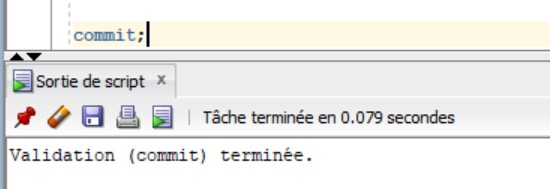 commit;
Sortie de script x
Tâche terminée en 0.079 secondes
Validation (commit) terminée.